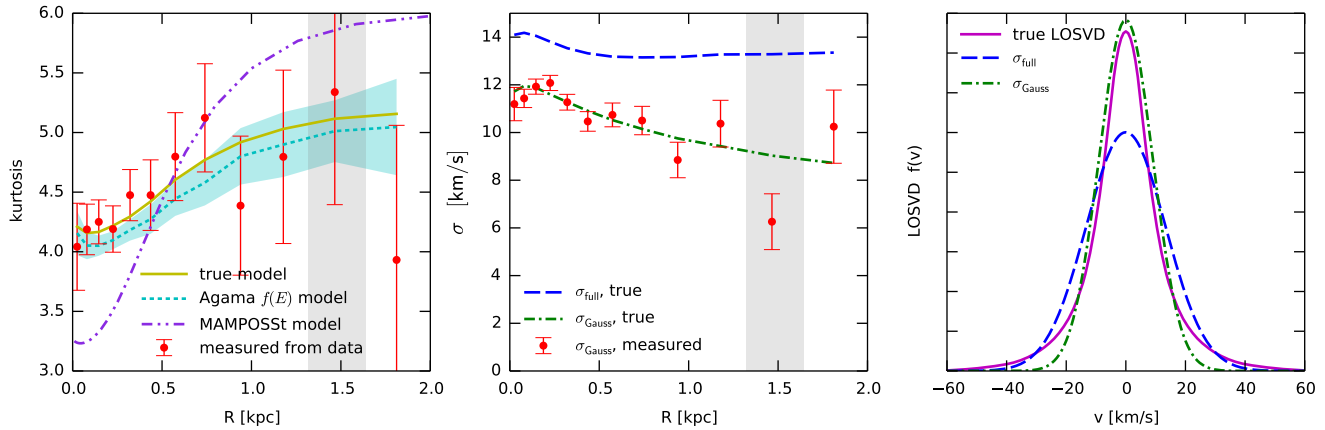 kurtosis
6.0
5.5
5.0
4.5
4.0
3.5
3.0
true model
Agama f(E) model
MAMPOSSt model
measured from data
0.0 0.5 1.0 1.5 2.0
R [kpc]
σ [km/s]
14
12
10
8
6
4
2
0
σfull, true
σGauss, true
σGauss, measured
0.0 0.5 1.0 1.5 2.0
R [kpc]
LOSVD f(v)
true LOSVD
σfull
σGauss
−60 −40 −20 0 20 40 60
v [km/s]